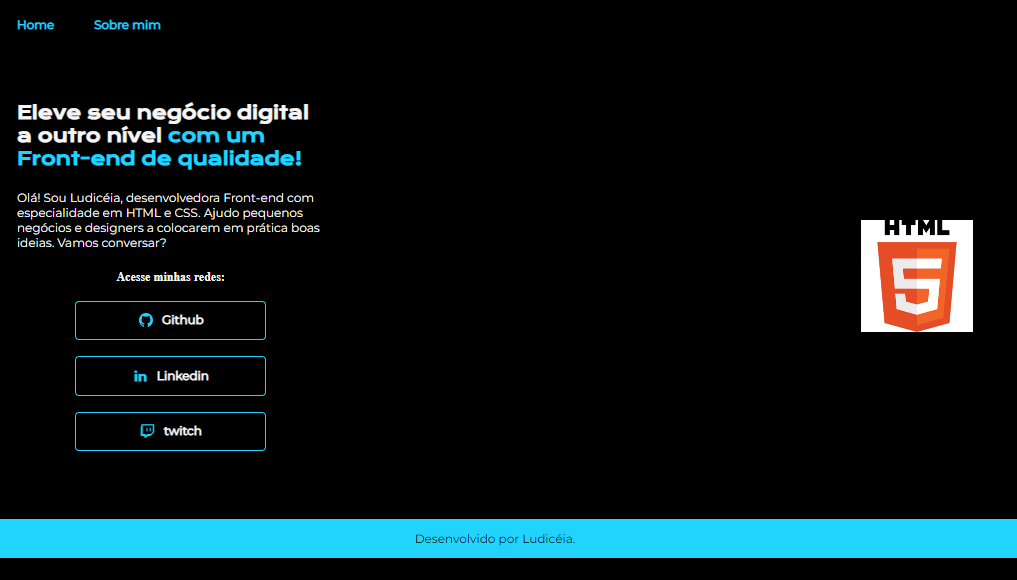 Home Sobre mim
Eleve seu negócio digital
a outro nível com um
Front-end de qualidade!
Olá! Sou Ludicéia, desenvolvedora Front-end com
especialidade em HTML e CSS. Ajudo pequenos
negócios e designers a colocarem em prática boas
ideias. Vamos conversar?
Acesse minhas redes:
Github
Linkedin
twitch
HTML
5
Desenvolvido por Ludicéia.